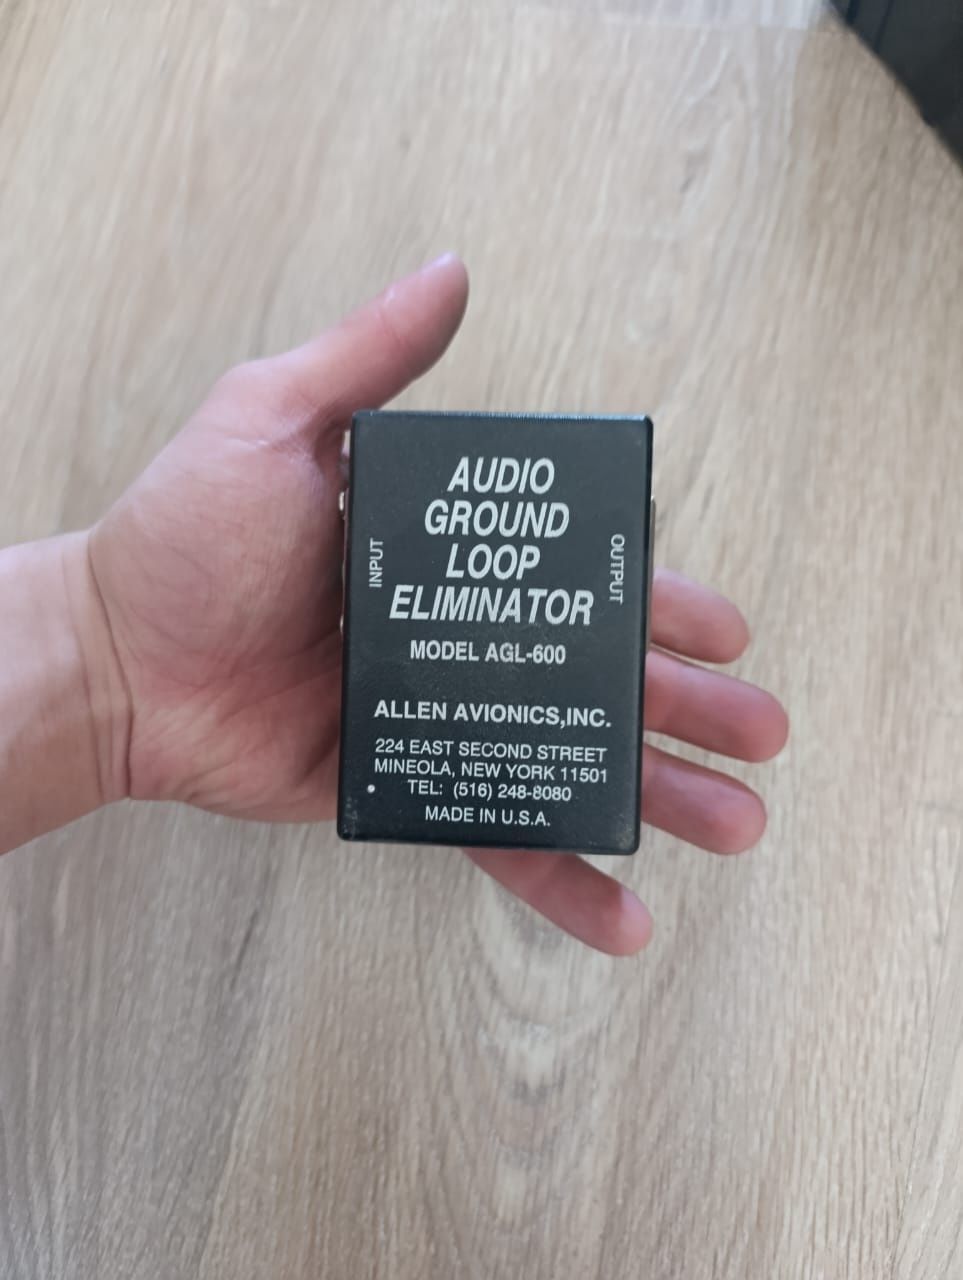 AUDIO
GROUND
LOOP
ELIMINATOR
INPUT
OUTPUT
MODEL AGL-600
ALLEN AVIONICS,INC.
224 EAST SECOND STREET
MINEOLA, NEW YORK 11501
TEL: (516) 248-8080
MADE IN U.S.A.